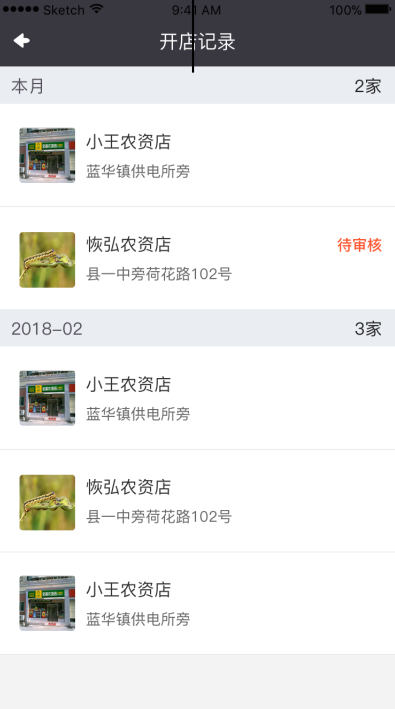 Sketch 9:41 AM 100%
开店记录
本月 2家
小王农资店
蓝华镇供电所旁
恢弘农资店 待审核
县一中旁荷花路102号
2018-02 3家
小王农资店
蓝华镇供电所旁
恢弘农资店
县一中旁荷花路102号
小王农资店
蓝华镇供电所旁